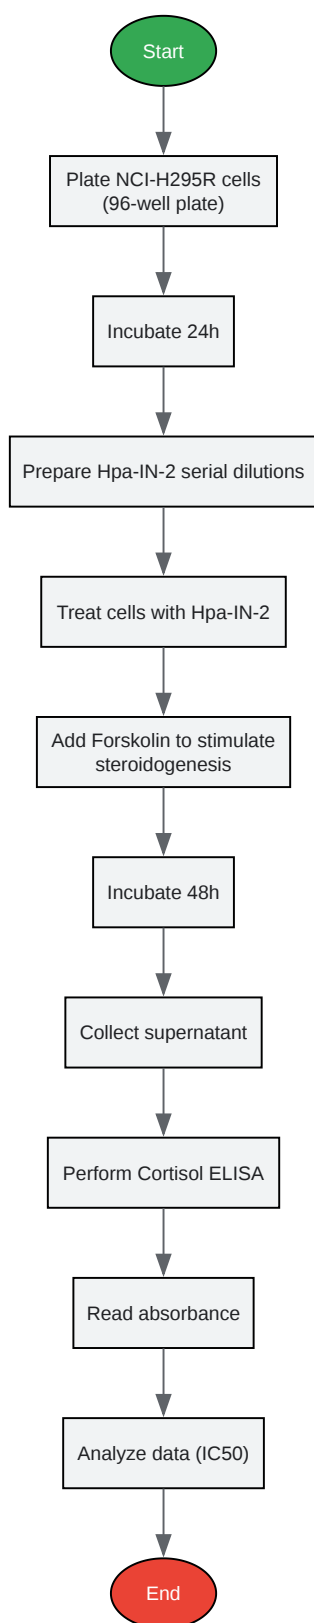 Start
Plate NCI-H295R cells
(96-well plate)
Incubate 24h
Prepare Hpa-IN-2 serial dilutions
Treat cells with Hpa-IN-2
Add Forskolin to stimulate
steroidogenesis
Incubate 48h
Collect supernatant
Perform Cortisol ELISA
Read absorbance
Analyze data (IC50)
End